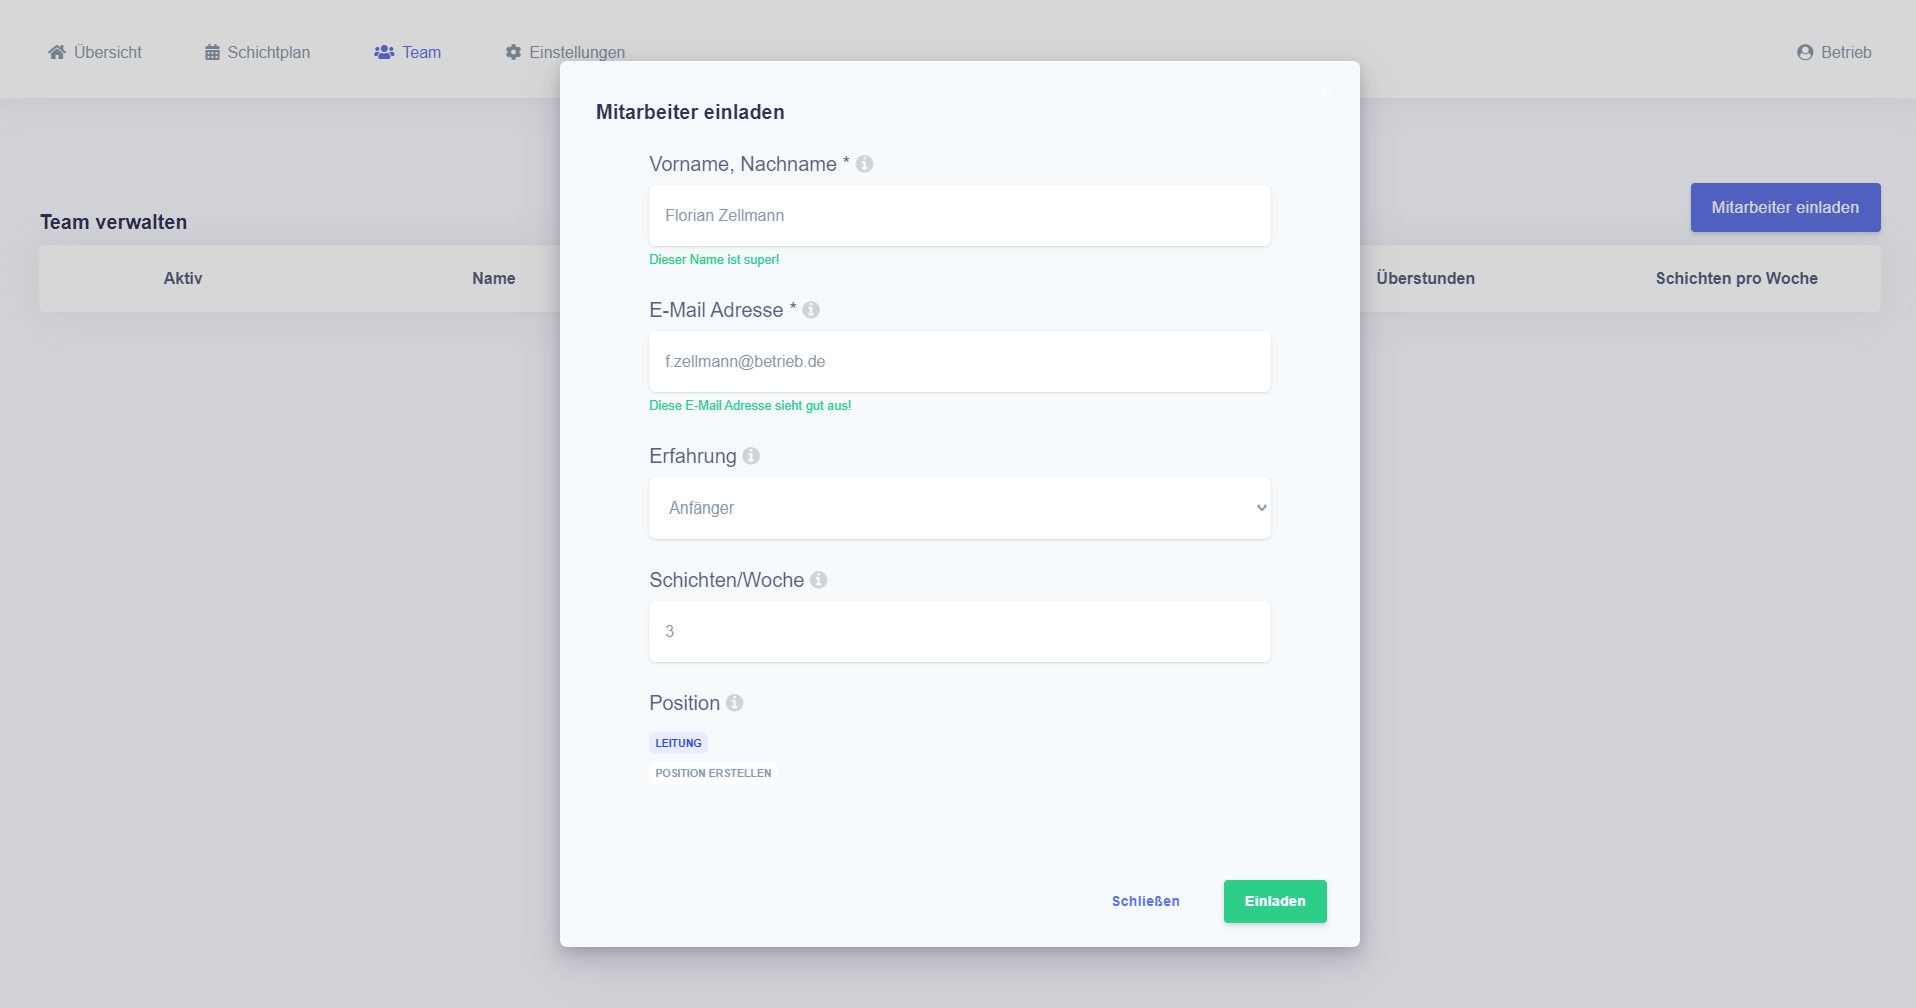 Übersicht
Schichtplan
Team
Einstellungen
Betrieb
Mitarbeiter einladen
Vorname, Nachname *
Florian Zellmann
Dieser Name ist super!
E-Mail Adresse *
f.zellmann@betrieb.de
Diese E-Mail Adresse sieht gut aus!
Erfahrung
Anfänger
Schichten/Woche
3
Position
LEITUNG
POSITION ERSTELLEN
Schließen
Einladen
Team verwalten
Mitarbeiter einladen
Aktiv
Name
Überstunden
Schichten pro Woche